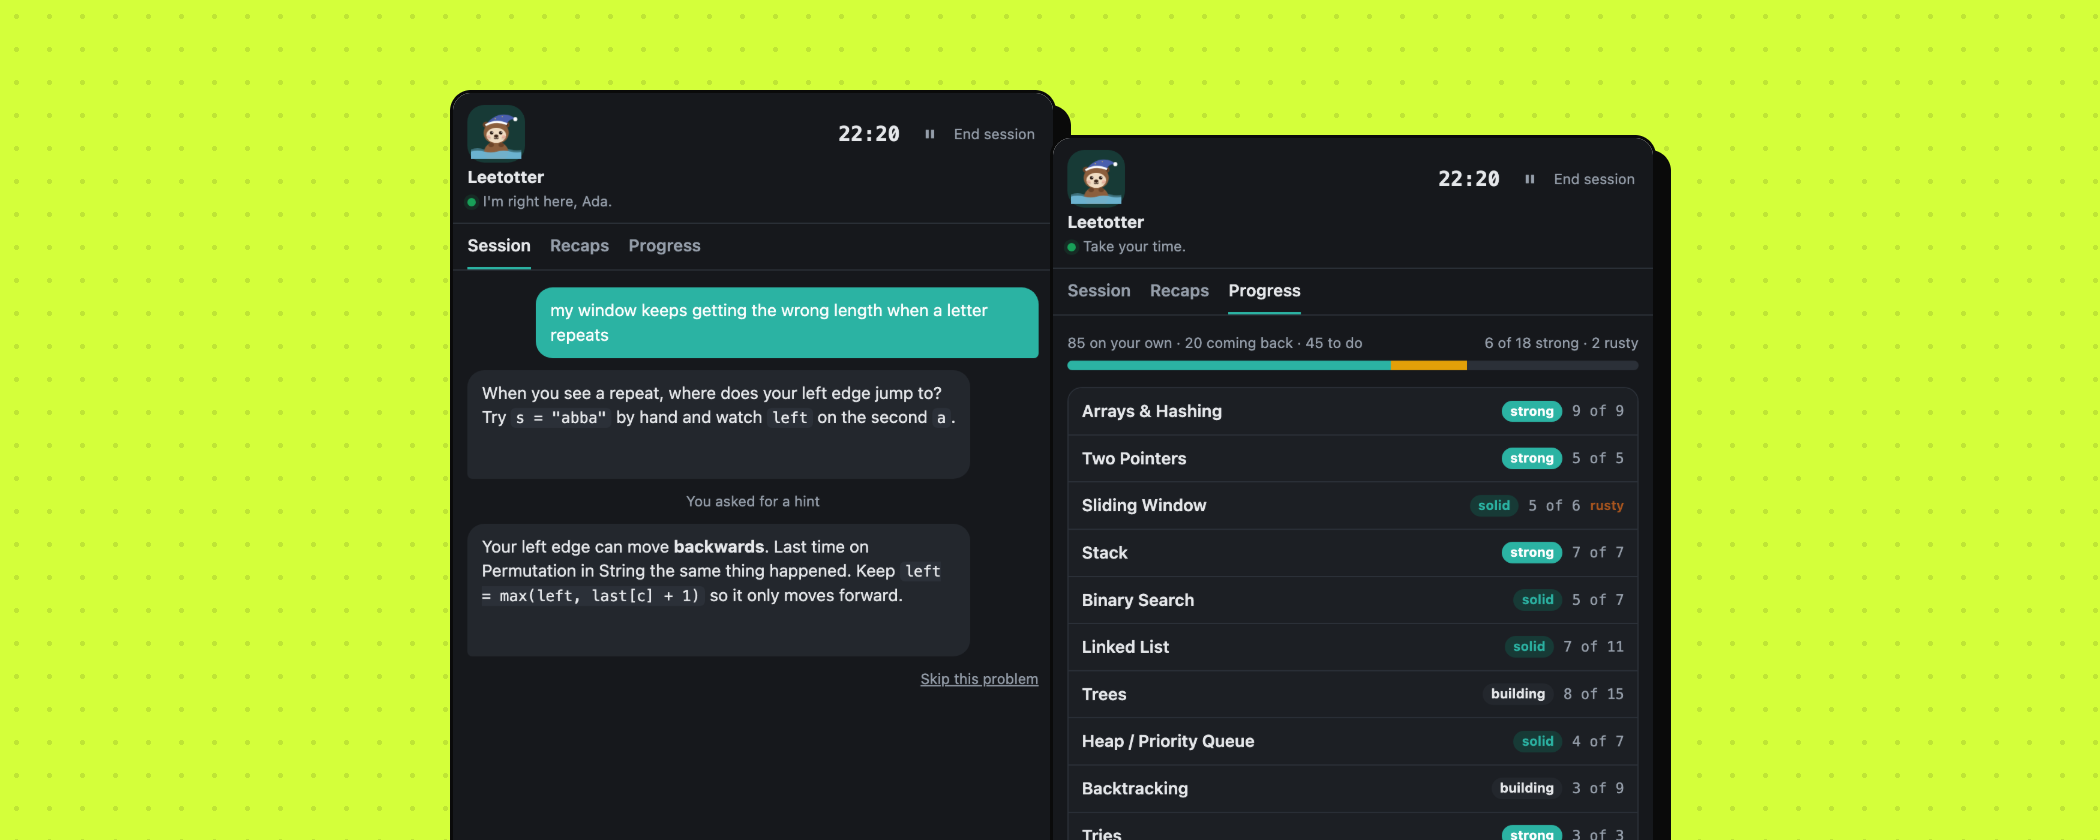 22:20
End session
Leetotter
I'm right here, Ada.
Session
Recaps
Progress
my window keeps getting the wrong length when a letter
repeats
When you see a repeat, where does your left edge jump to?
Try s = "abba" by hand and watch left on the second a.
You asked for a hint
Your left edge can move backwards. Last time on
Permutation in String the same thing happened. Keep left
= max(left, last[c] + 1) so it only moves forward.
Skip this problem
22:20
End session
Leetotter
Take your time.
Session
Recaps
Progress
85 on your own · 20 coming back · 45 to do
6 of 18 strong · 2 rusty
Arrays & Hashing strong 9 of 9
Two Pointers strong 5 of 5
Sliding Window solid 5 of 6 rusty
Stack strong 7 of 7
Binary Search solid 5 of 7
Linked List solid 7 of 11
Trees building 8 of 15
Heap / Priority Queue solid 4 of 7
Backtracking building 3 of 9
Tries strong 3 of 3